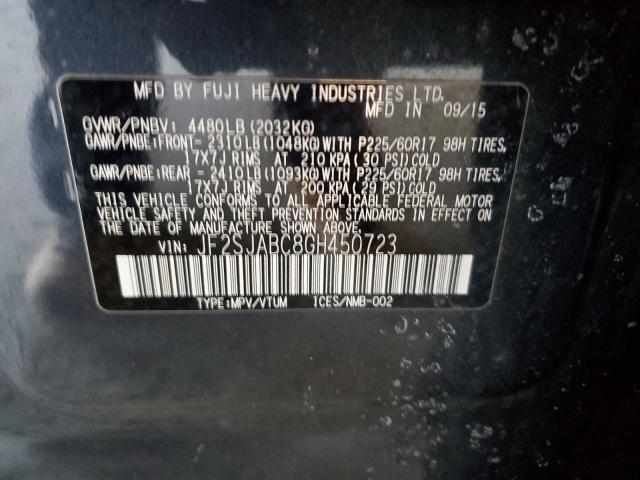 MFD BY FUJI HEAVY INDUSTRIES LTD.
MFD IN 09/15
GVWR/PNBV: 4480LB(2032KG)
GAWR/PNBE:FRONT- 2310LB(1048KG)WITH P225/60R17 98H TIRES,
17X7J RIMS AT 210KPA(30 PSI)COLD
GAWR/PNBE:REAR - 2410LB(1093KG)WITH P225/60R17 98H TIRES,
17X7J RIMS AT 200KPA(29 PSI)COLD
THIS VEHICLE CONFORMS TO ALL APPLICABLE FEDERAL MOTOR
VEHICLE SAFETY AND THEFT PREVENTION STANDARDS IN EFFECT ON
THE DATE OF MANUFACTURE SHOWN ABOVE.
VIN: JF2SJABC8GH450723
TYPE:MPV/VTUM ICES/NMB-002